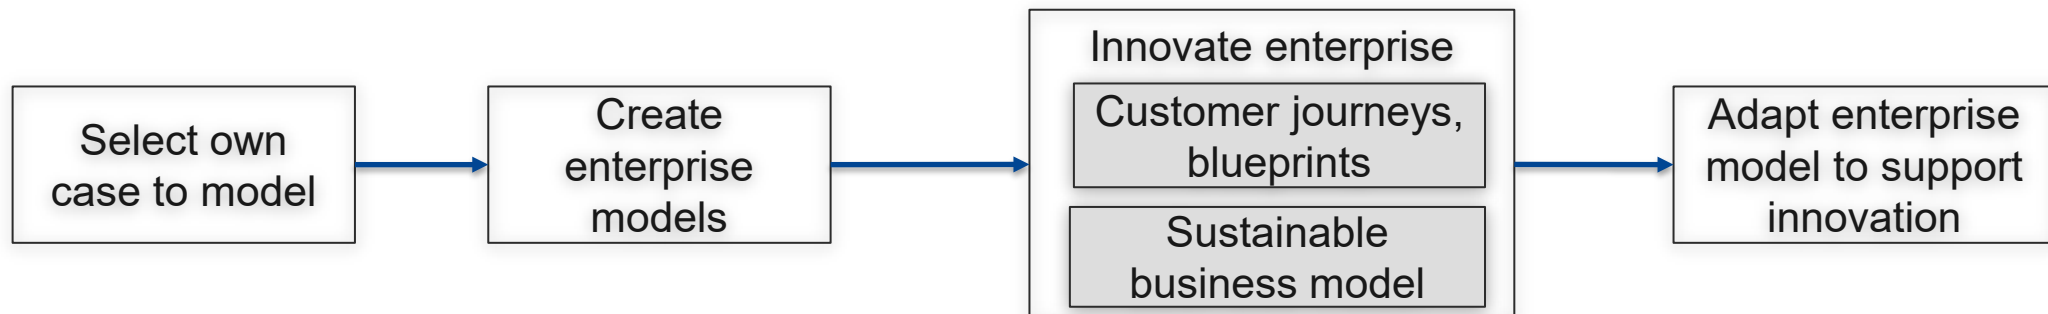 Select own
case to model
Create
enterprise
models
Innovate enterprise
Customer journeys,
blueprints
Sustainable
business model
Adapt enterprise
model to support
innovation